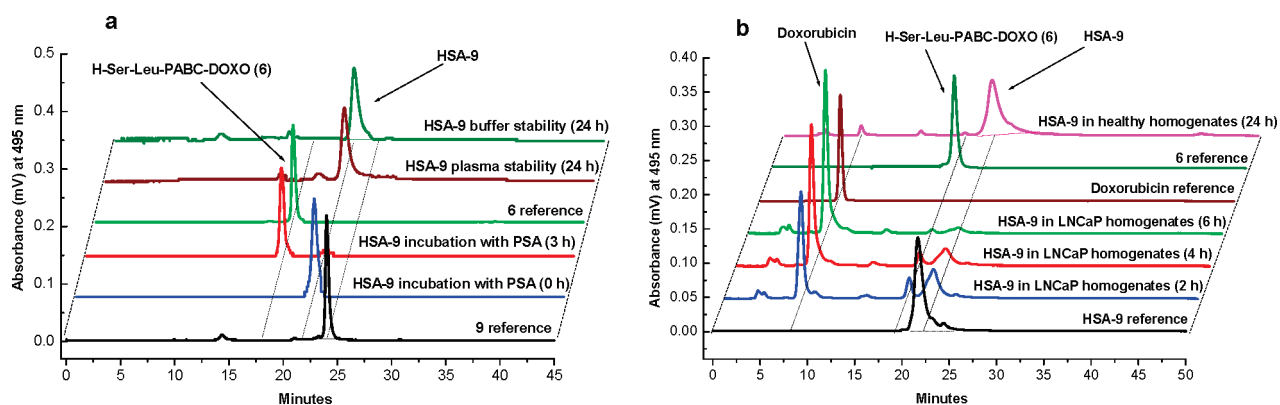 a
0.5
0.4
0.3
0.2
0.1
0.0
Absorbance (mV) at 495 nm
H-Ser-Leu-PABC-DOXO (6)
HSA-9
HSA-9 buffer stability (24 h)
HSA-9 plasma stability (24 h)
6 reference
HSA-9 incubation with PSA (3 h)
HSA-9 incubation with PSA (0 h)
9 reference
0 5 10 15 20 25 30 35 40 45
Minutes
b
0.40
0.35
0.30
0.25
0.20
0.15
0.10
0.05
0.00
Absorbance (mV) at 495 nm
Doxorubicin
H-Ser-Leu-PABC-DOXO (6)
HSA-9
HSA-9 in healthy homogenates (24 h)
6 reference
Doxorubicin reference
HSA-9 in LNCaP homogenates (6 h)
HSA-9 in LNCaP homogenates (4 h)
HSA-9 in LNCaP homogenates (2 h)
HSA-9 reference
0 5 10 15 20 25 30 35 40 45 50
Minutes